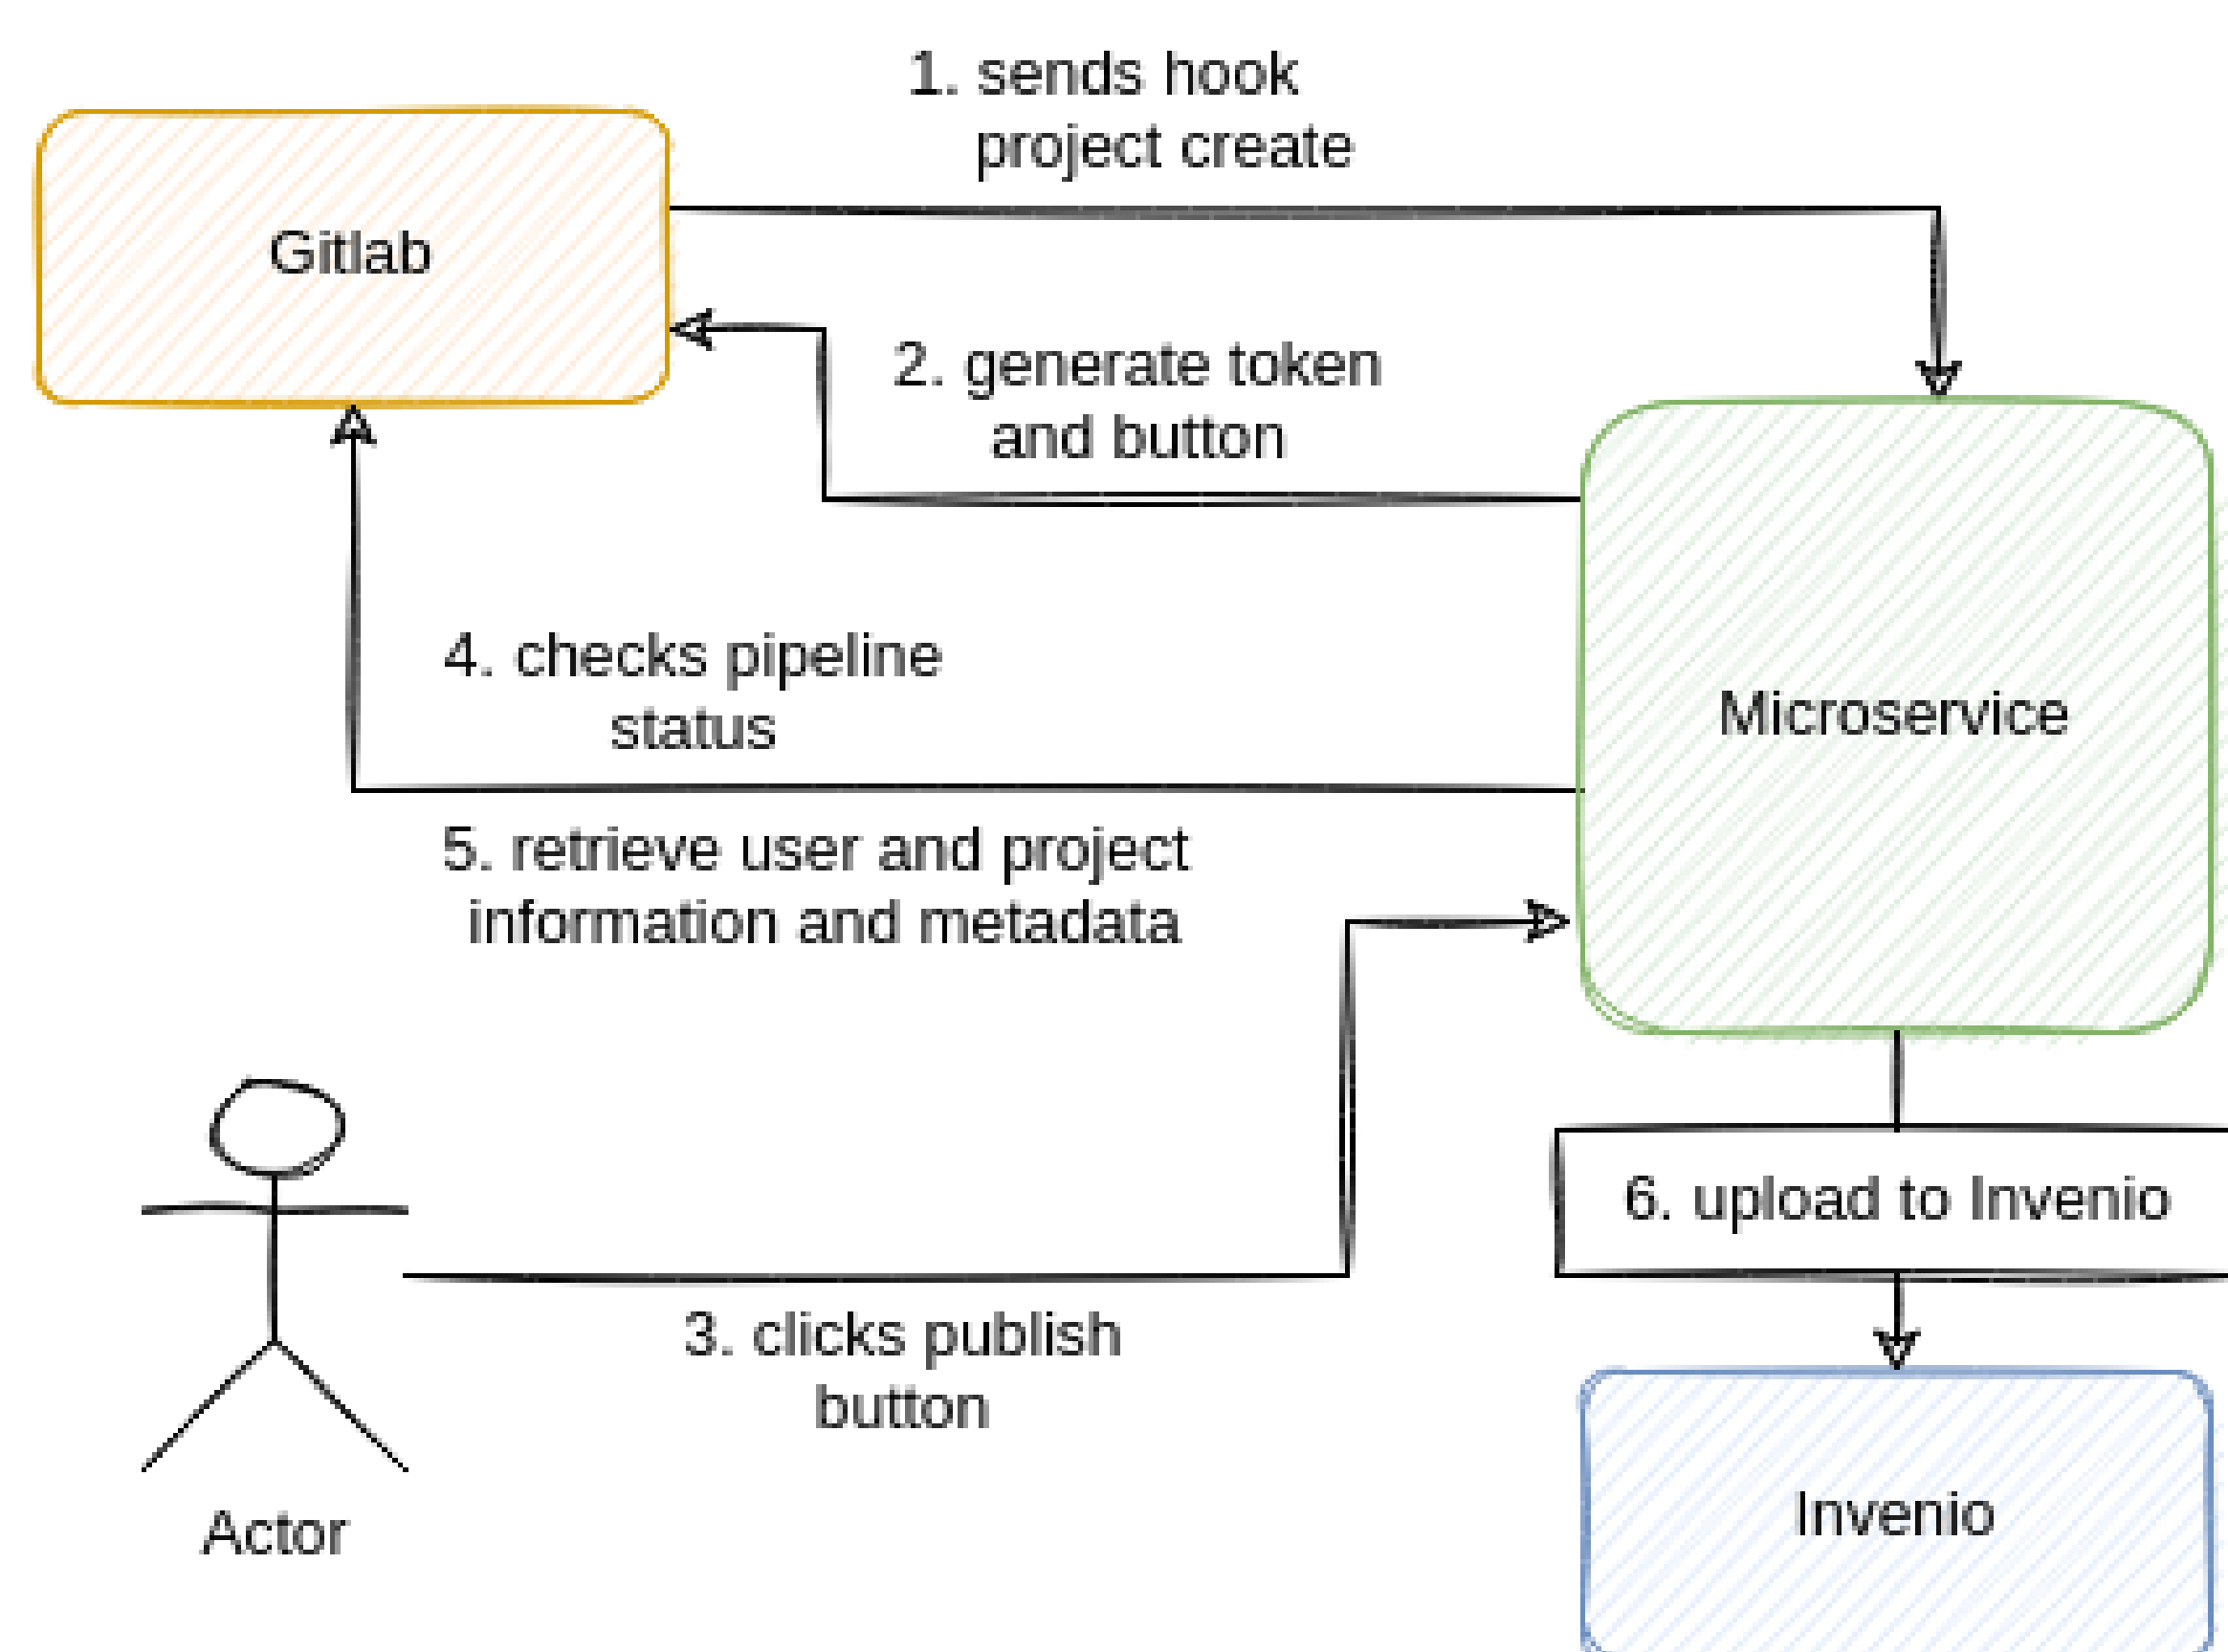 1. sends hook
project create
Gitlab
2. generate token
and button
4. checks pipeline
status
Microservice
5. retrieve user and project
information and metadata
6. upload to Invenio
3. clicks publish
button
Invenio
Actor